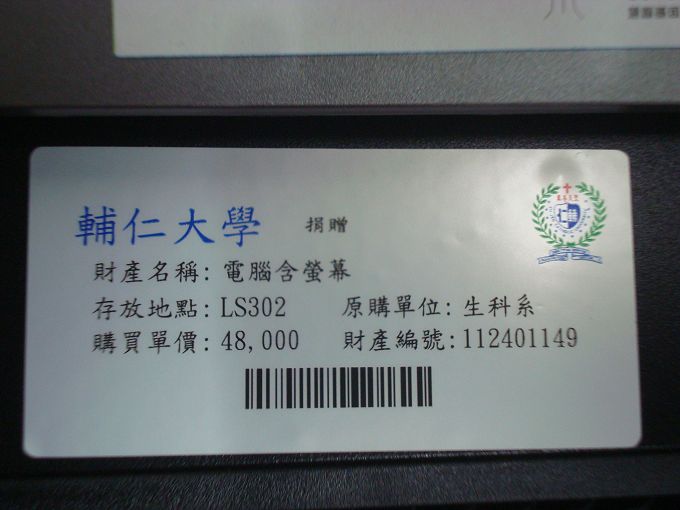 輔仁大學 捐贈
財產名稱: 電腦含螢幕
存放地點: LS302 原購單位: 生科系
購買單價: 48,000 財產編號: 112401149